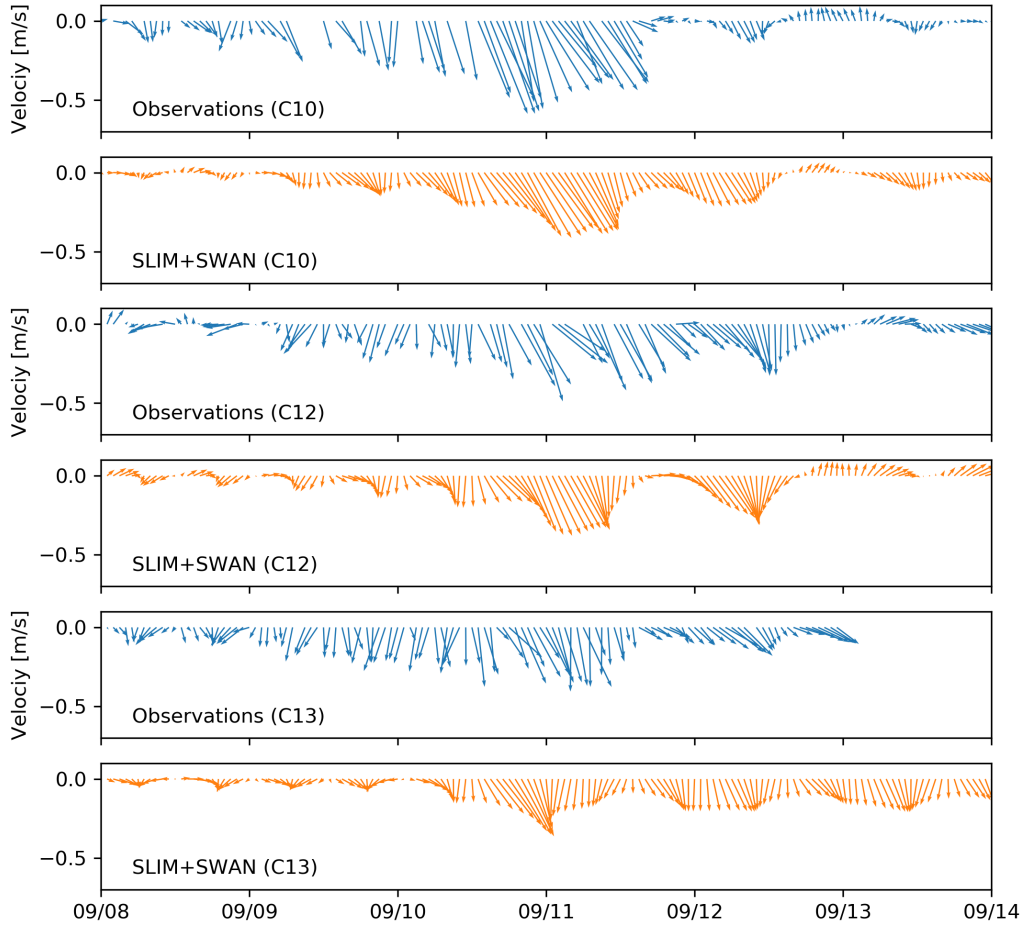 Velociy [m/s]
0.0
−0.5
Observations (C10)
0.0
−0.5
SLIM+SWAN (C10)
Velociy [m/s]
0.0
−0.5
Observations (C12)
0.0
−0.5
SLIM+SWAN (C12)
Velociy [m/s]
0.0
−0.5
Observations (C13)
0.0
−0.5
SLIM+SWAN (C13)
09/08 09/09 09/10 09/11 09/12 09/13 09/14